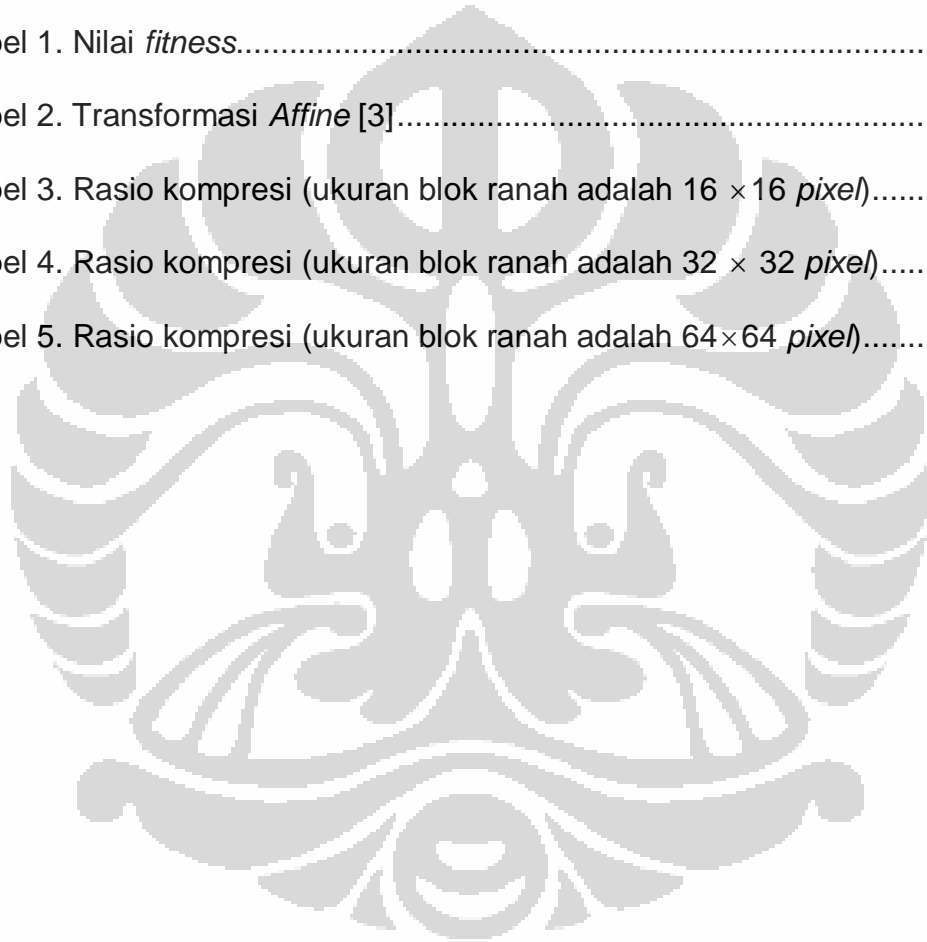 bel 1. Nilai fitness...............................................................................
bel 2. Transformasi Affine [3]............................................................
bel 3. Rasio kompresi (ukuran blok ranah adalah 16 ×16 pixel)......
bel 4. Rasio kompresi (ukuran blok ranah adalah 32 × 32 pixel).....
bel 5. Rasio kompresi (ukuran blok ranah adalah 64×64 pixel).......